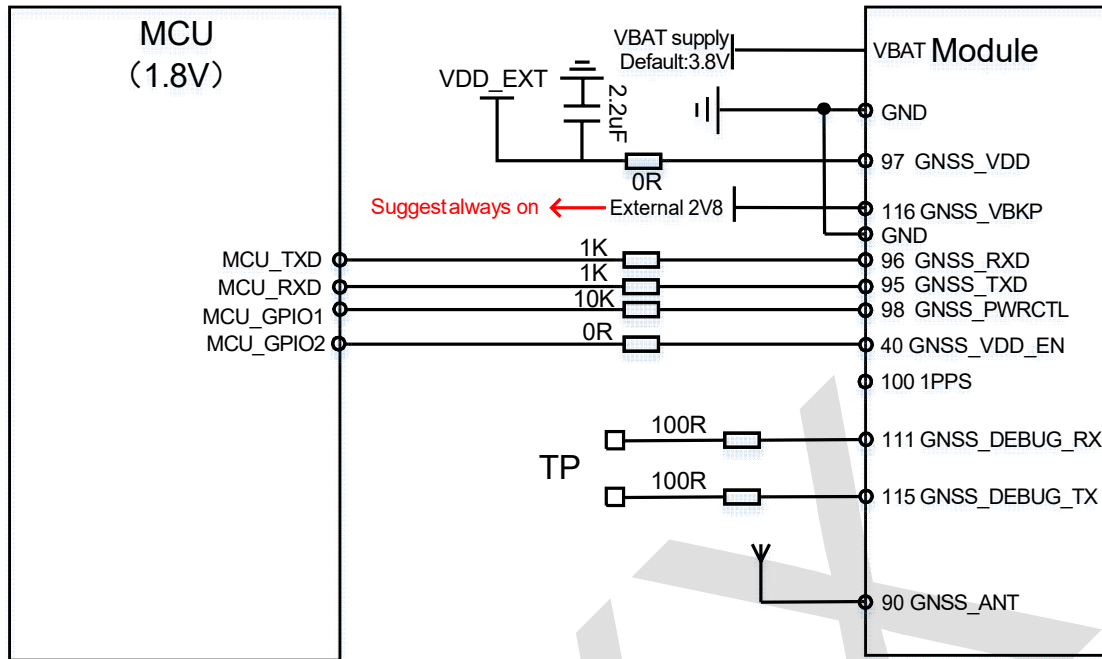 MCU
（1.8V）
VBAT supply
Default:3.8V
VBAT Module
VDD_EXT
2.2uF
GND
0R
97 GNSS_VDD
Suggestalways on
External 2V8
116 GNSS_VBKP
GND
MCU_TXD
1K
96 GNSS_RXD
MCU_RXD
1K
95 GNSS_TXD
MCU_GPIO1
10K
98 GNSS_PWRCTL
MCU_GPIO2
0R
40 GNSS_VDD_EN
100 1PPS
100R
111 GNSS_DEBUG_RX
TP
100R
115 GNSS_DEBUG_TX
90 GNSS_ANT